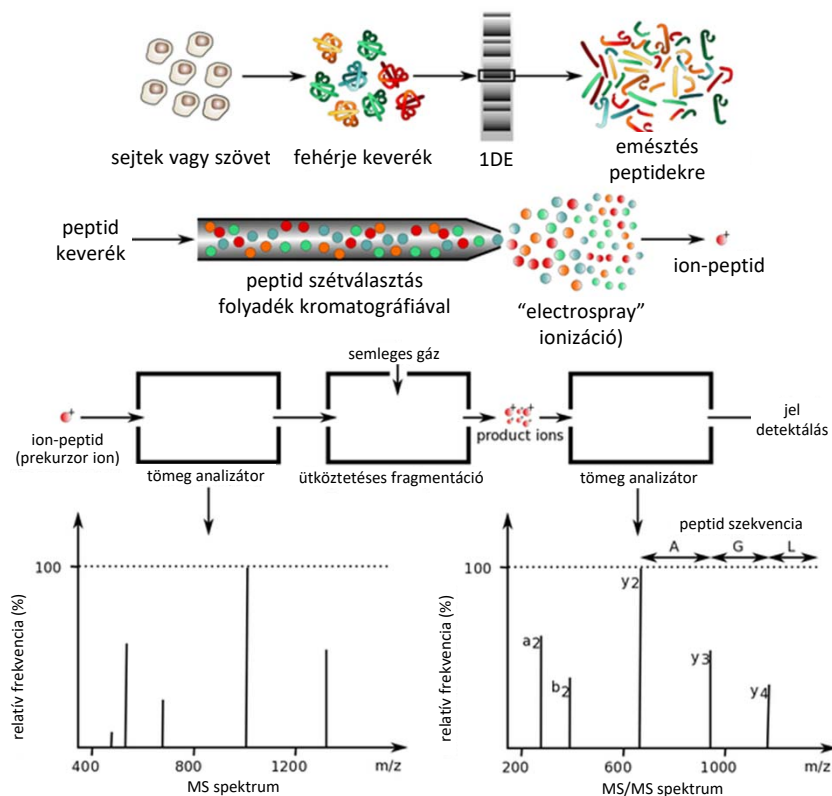 sejtek vagy szövet
fehérje keverék
1DE
emésztés
peptidekre
peptid
keverék
peptid szétválasztás
folyadék kromatográfiával
“electrospray”
ionizáció)
+
ion-peptid
semleges gáz
+
ion-peptid
(prekurzor ion)
tömeg analizátor
ütköztetéses fragmentáció
+ + +
product ions
tömeg analizátor
jel
detektálás
100
relatív frekvencia (%)
400
800
1200
m/z
MS spektrum
peptid szekvencia
A
G
L
100
relatív frekvencia (%)
a2
b2
y2
y3
y4
200
600
1000
m/z
MS/MS spektrum